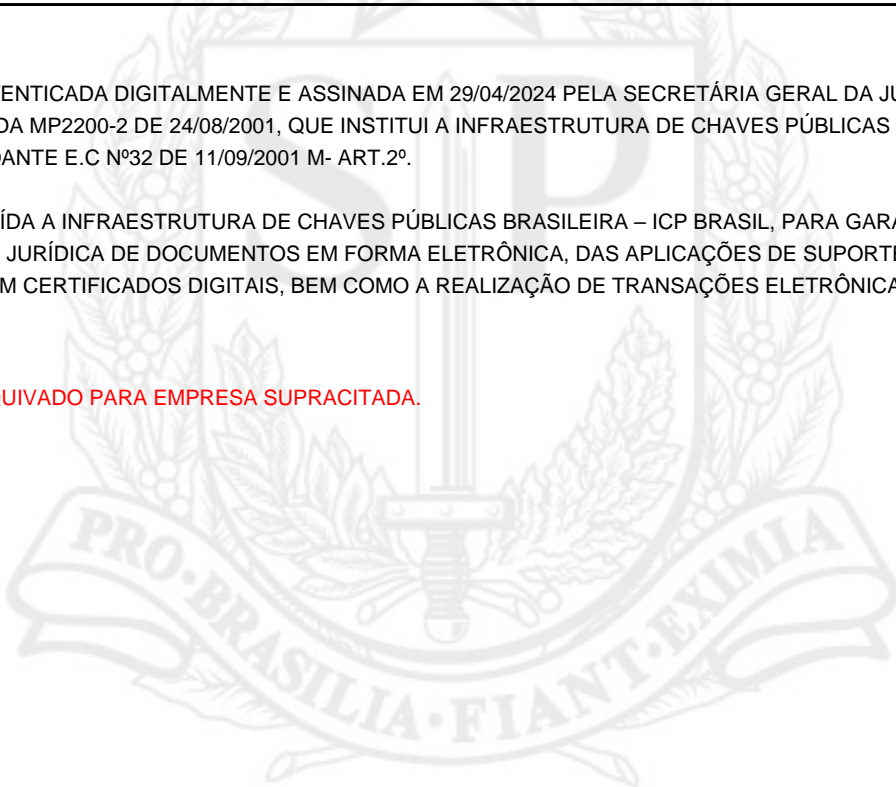 ENTICADA DIGITALMENTE E ASSINADA EM 29/04/2024 PELA SECRETÁRIA GERAL DA JU
DA MP2200-2 DE 24/08/2001, QUE INSTITUI A INFRAESTRUTURA DE CHAVES PÚBLICAS
DANTE E.C Nº32 DE 11/09/2001 M- ART.2º.
ÍDA A INFRAESTRUTURA DE CHAVES PÚBLICAS BRASILEIRA – ICP BRASIL, PARA GARA
JURÍDICA DE DOCUMENTOS EM FORMA ELETRÔNICA, DAS APLICAÇÕES DE SUPORTE
M CERTIFICADOS DIGITAIS, BEM COMO A REALIZAÇÃO DE TRANSAÇÕES ELETRÔNICA
UIVADO PARA EMPRESA SUPRACITADA.
SP
PRO·BRASILIA·FIANT·EXIMIA